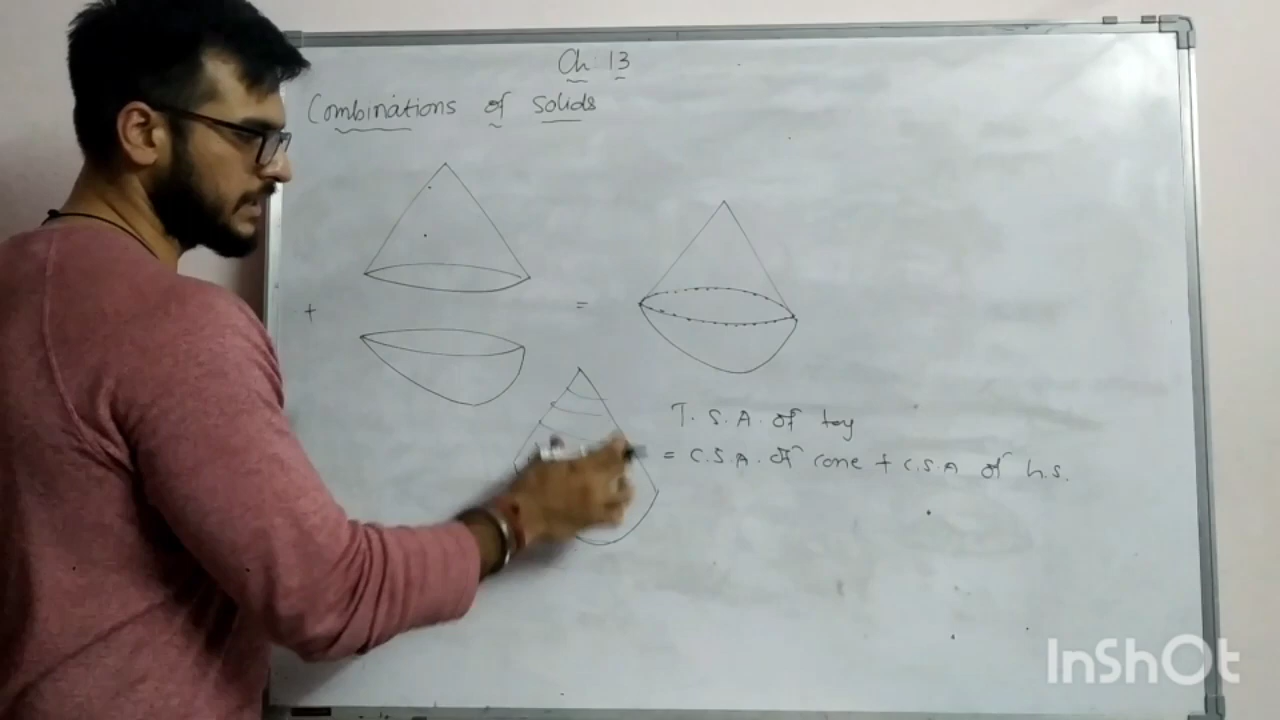 Ch: 13
Combinations of solids
+
=
T. S. A. of toy
= C.S.A. of cone + C.S.A of h.s.
InShOt